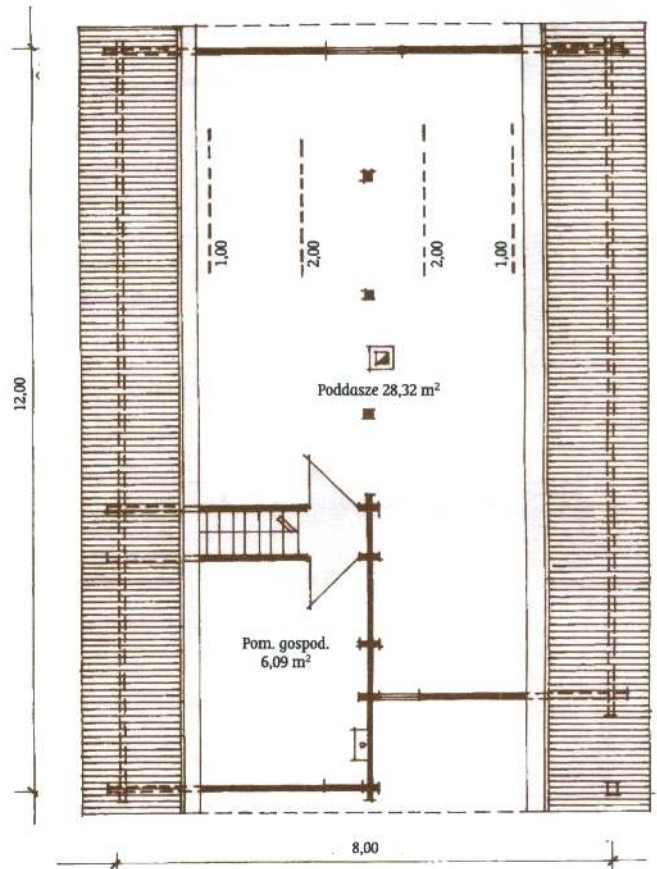 1,00
2,00
2,00
1,00
12,00
Poddasze 28,32 m²
Pom. gospod.
6,09 m²
8,00